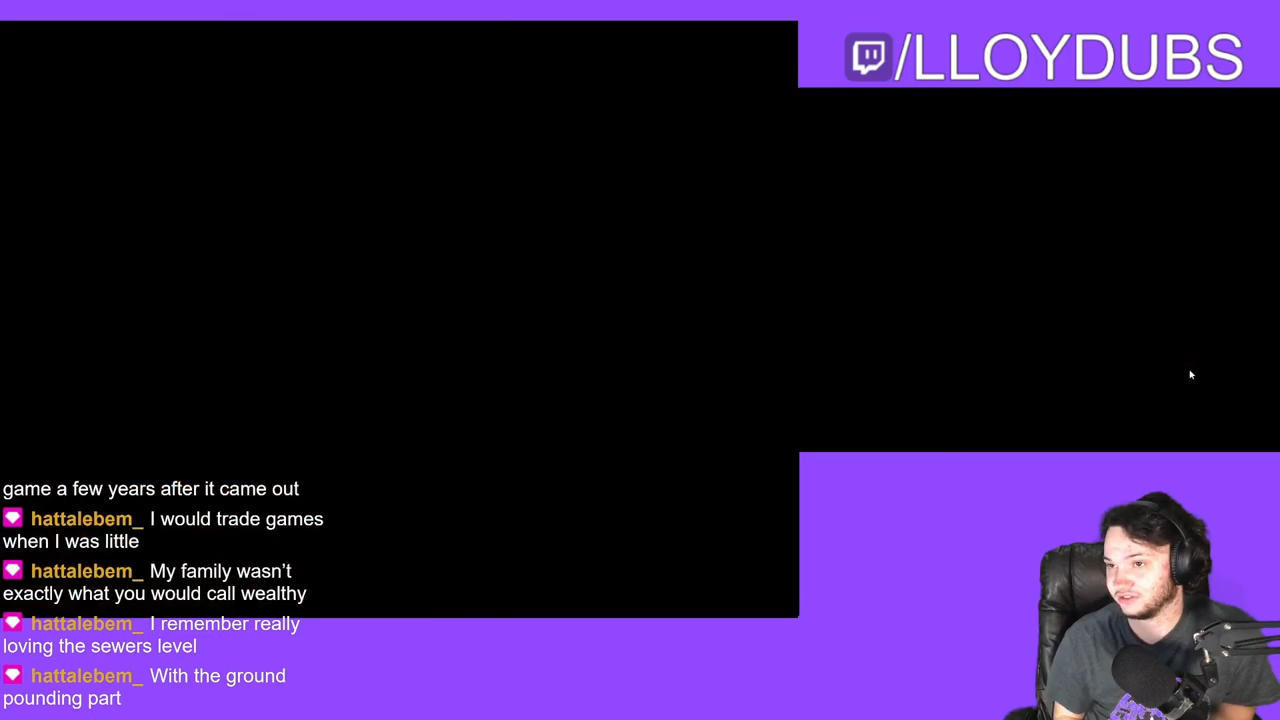 /LLOYDUBS
game a few years after it came out
hattalebem_ I would trade games
when I was little
hattalebem_ My family wasn’t
exactly what you would call wealthy
hattalebem_ I remember really
loving the sewers level
hattalebem_ With the ground
pounding part